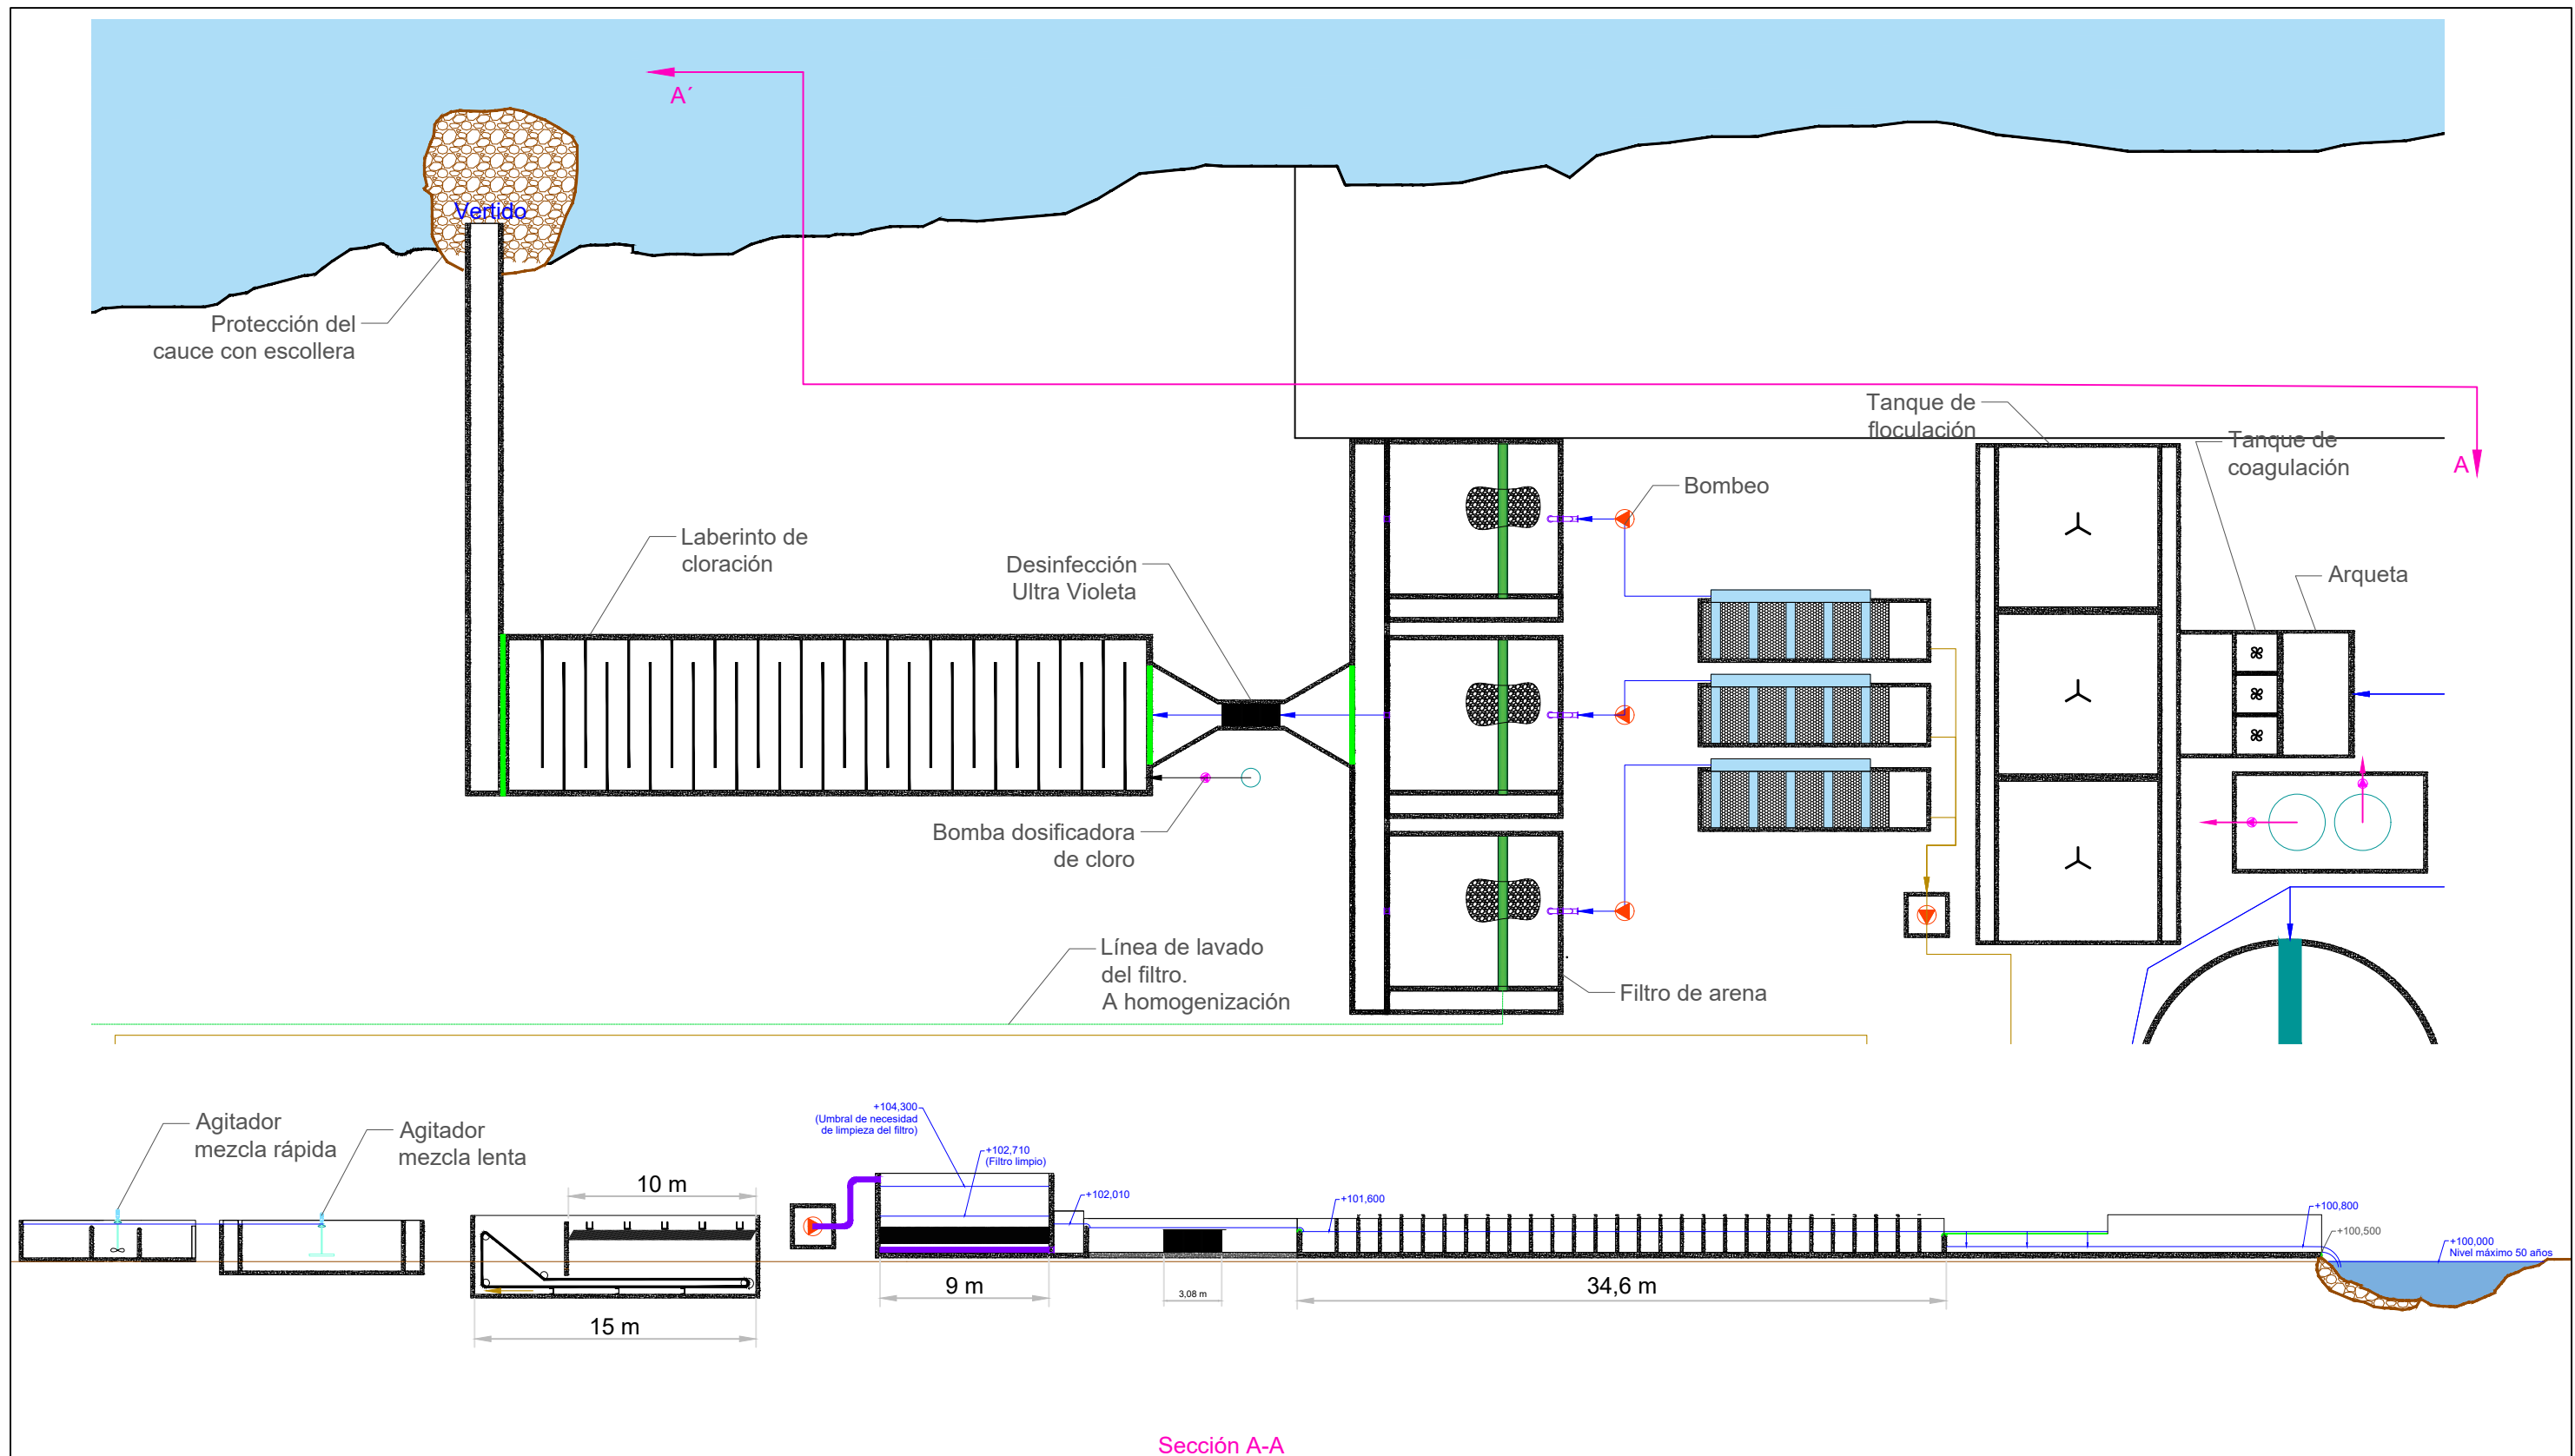 A´
Vertido
Protección del
cauce con escollera
Tanque de
floculación
Tanque de
coagulación
A
Bombeo
Laberinto de
cloración
Desinfección
Ultra Violeta
Arqueta
Bomba dosificadora
de cloro
Línea de lavado
del filtro.
A homogenización
Filtro de arena
Agitador
mezcla rápida
Agitador
mezcla lenta
+104,300
(Umbral de necesidad
de limpieza del filtro)
+102,710
(Filtro limpio)
10 m
+102,010
+101,600
+100,800
+100,500
+100,000
Nivel máximo 50 años
9 m
3,08 m
34,6 m
15 m
Sección A-A